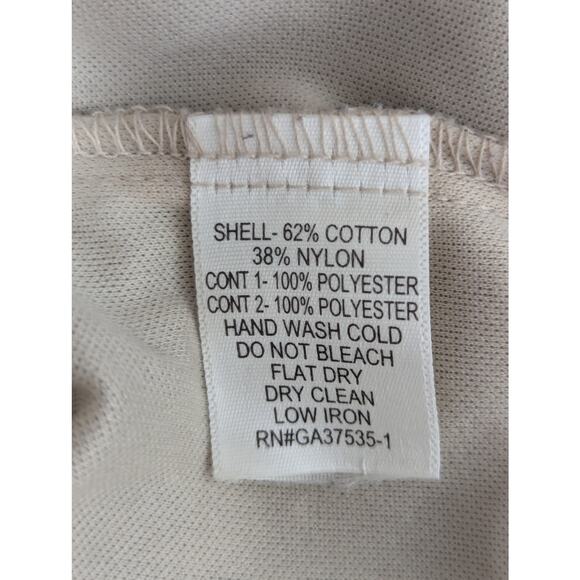 SHELL- 62% COTTON
38% NYLON
CONT 1- 100% POLYESTER
CONT 2- 100% POLYESTER
HAND WASH COLD
DO NOT BLEACH
FLAT DRY
DRY CLEAN
LOW IRON
RN#GA37535-1